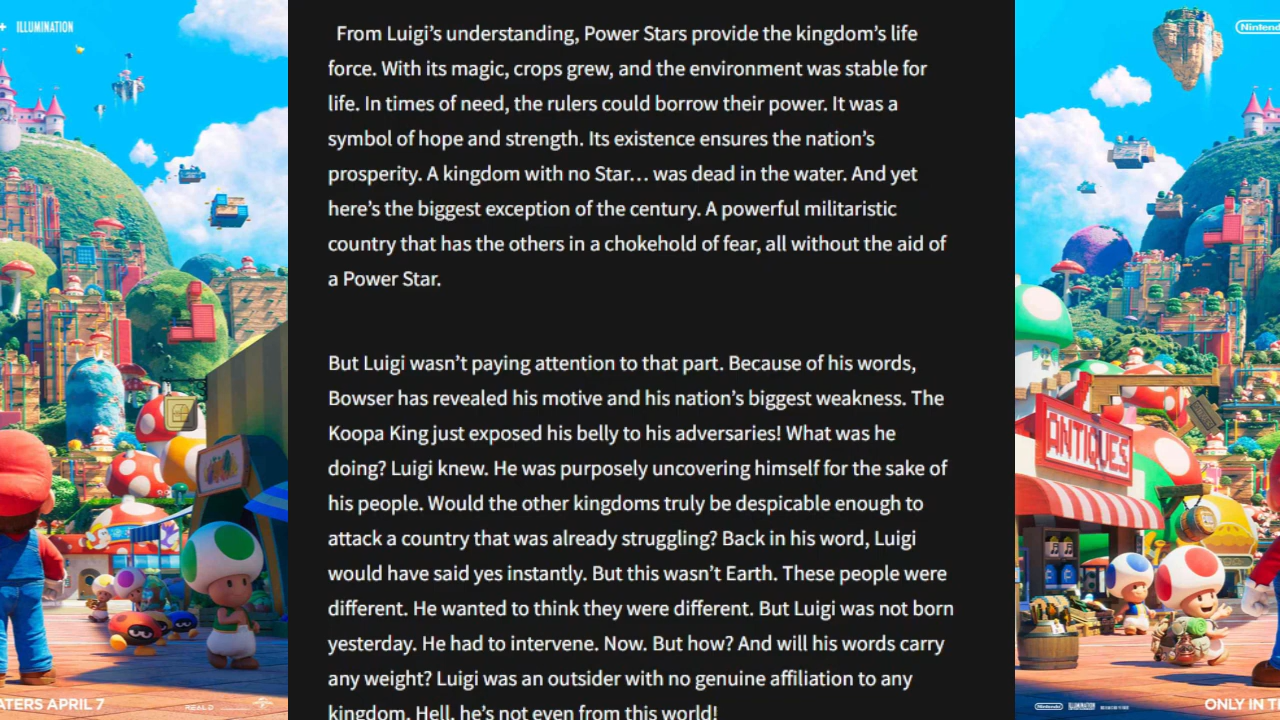 ILLUMINATION
From Luigi’s understanding, Power Stars provide the kingdom’s life
force. With its magic, crops grew, and the environment was stable for
life. In times of need, the rulers could borrow their power. It was a
symbol of hope and strength. Its existence ensures the nation’s
prosperity. A kingdom with no Star… was dead in the water. And yet
here’s the biggest exception of the century. A powerful militaristic
country that has the others in a chokehold of fear, all without the aid of
a Power Star.
But Luigi wasn’t paying attention to that part. Because of his words,
Bowser has revealed his motive and his nation’s biggest weakness. The
Koopa King just exposed his belly to his adversaries! What was he
doing? Luigi knew. He was purposely uncovering himself for the sake of
his people. Would the other kingdoms truly be despicable enough to
attack a country that was already struggling? Back in his word, Luigi
would have said yes instantly. But this wasn’t Earth. These people were
different. He wanted to think they were different. But Luigi was not born
yesterday. He had to intervene. Now. But how? And will his words carry
any weight? Luigi was an outsider with no genuine affiliation to any
kingdom. Hell, he’s not even from this world!
ATERS APRIL 7
REALD
Nintend
ANTIQUES
Nintendo
ILLUMINATION
ONLY IN T